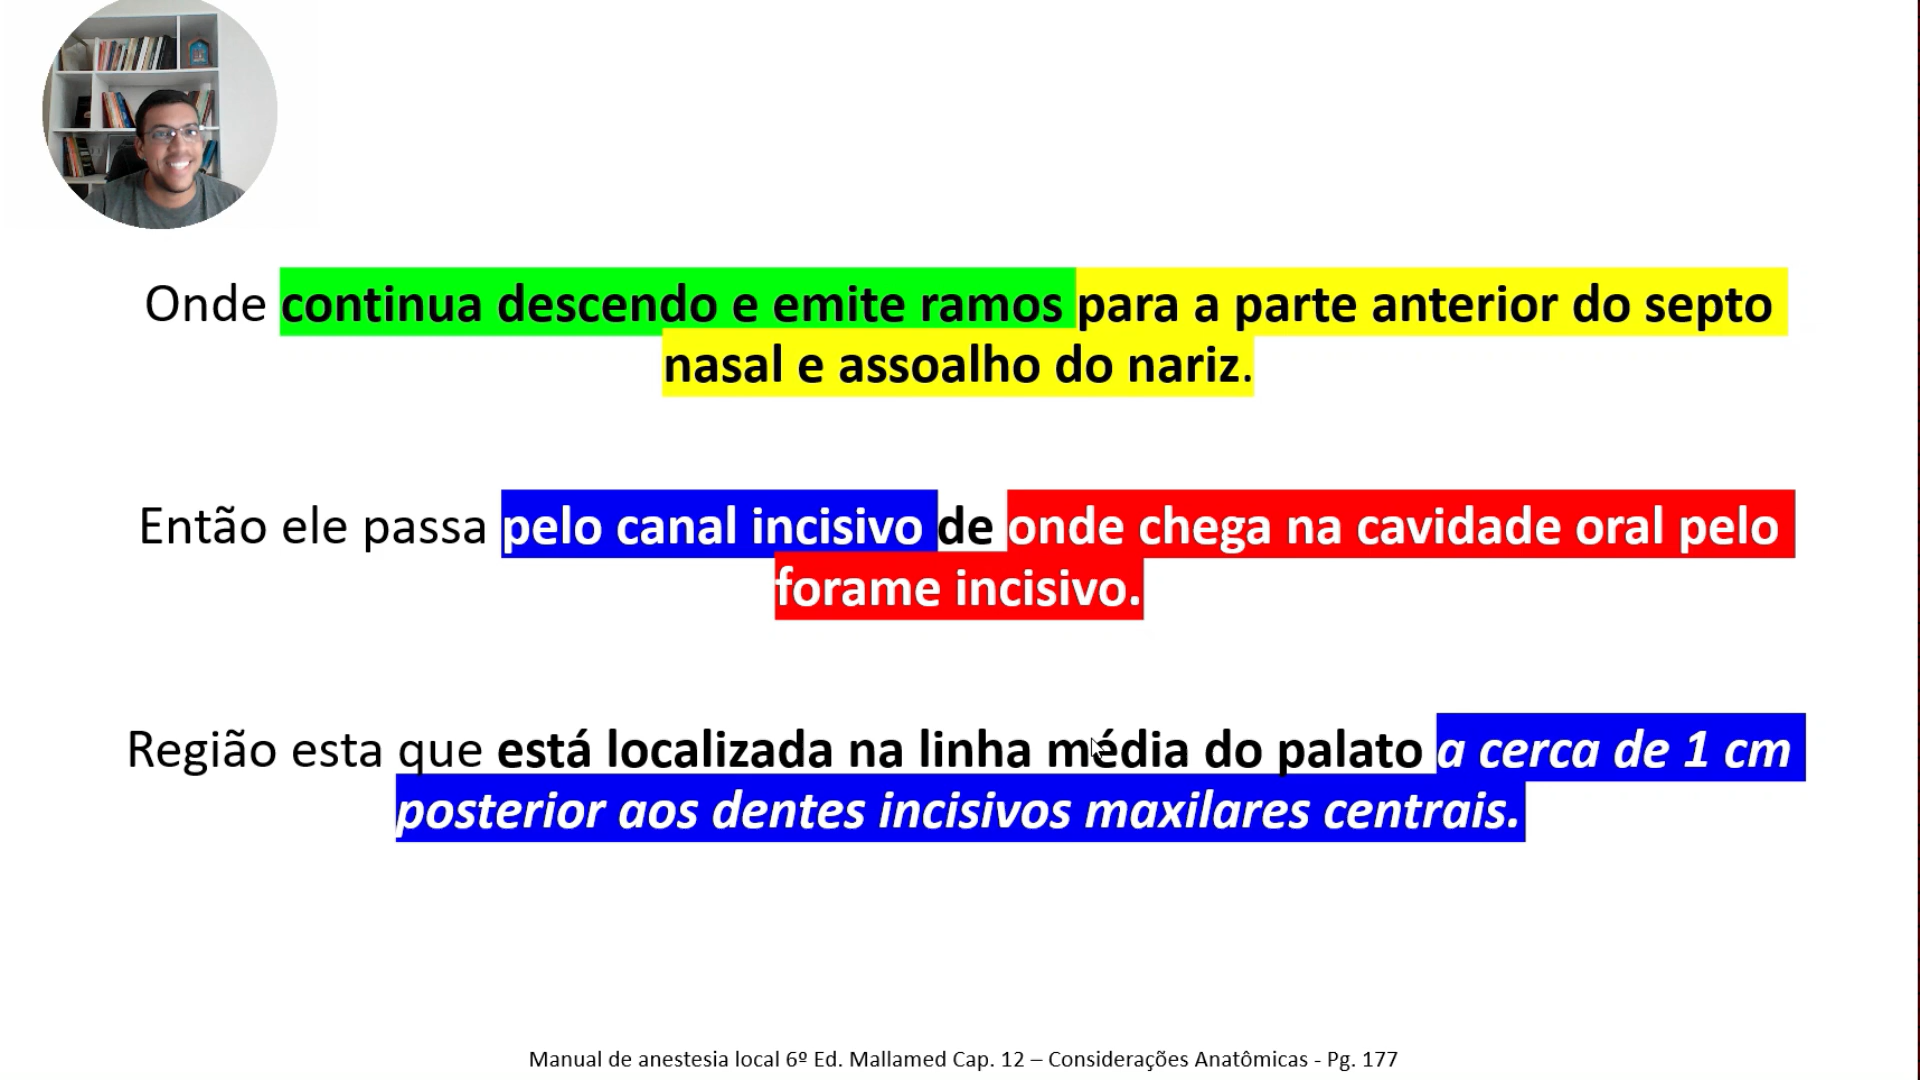 Onde continua descendo e emite ramos para a parte anterior do septo
nasal e assoalho do nariz.
Então ele passa pelo canal incisivo de onde chega na cavidade oral pelo
forame incisivo.
Região esta que está localizada na linha média do palato a cerca de 1 cm
posterior aos dentes incisivos maxilares centrais.
Manual de anestesia local 6º Ed. Mallamed Cap. 12 – Considerações Anatômicas - Pg. 177